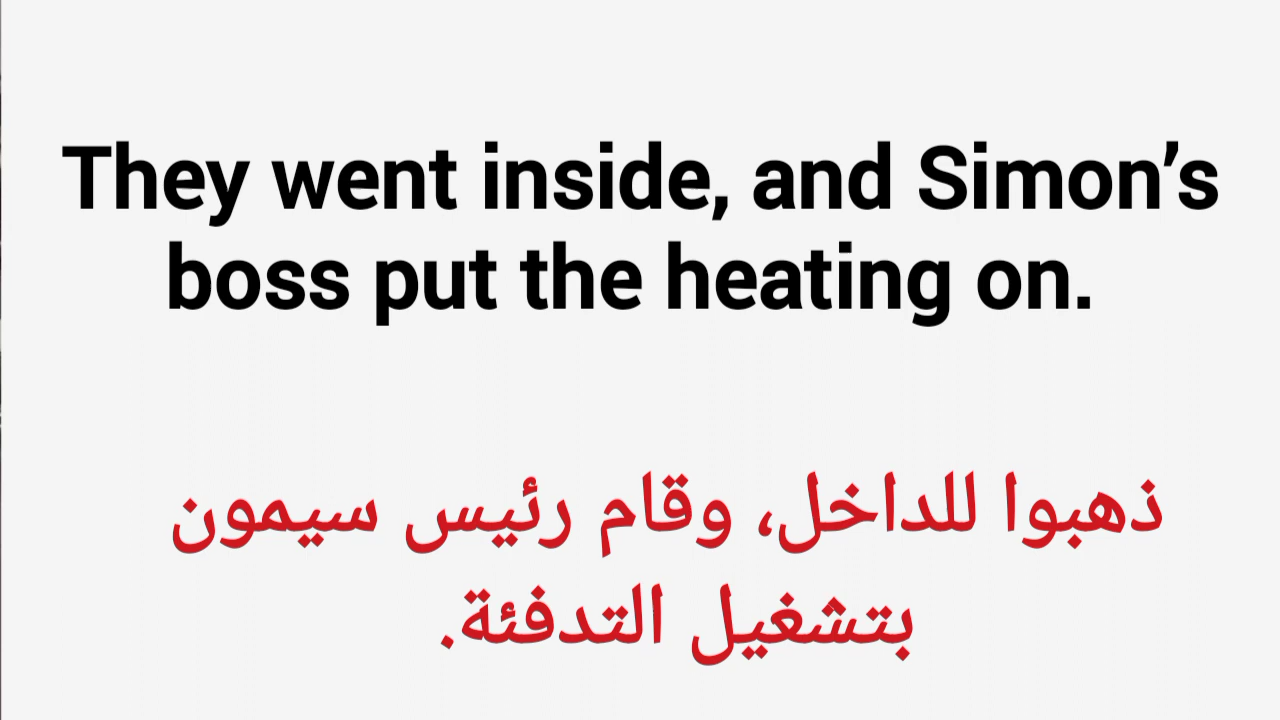 They went inside, and Simon’s
boss put the heating on.
ذهبوا للداخل، وقام رئيس سيمون
بتشغيل التدفئة.